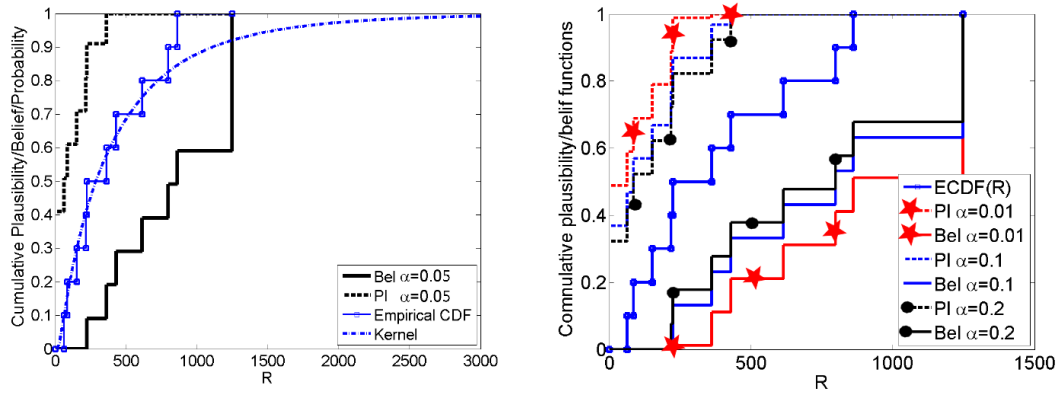 Cumulative Plausibility/Belief/Probability
1
0.9
0.8
0.7
0.6
0.5
0.4
0.3
0.2
0.1
0
0 500 1000 1500 2000 2500 3000
R
Bel α=0.05
Pl α=0.05
Empirical CDF
Kernel
Commulative plausibility/belif functions
1
0.8
0.6
0.4
0.2
0
0 500 1000 1500
R
ECDF(R)
Pl α=0.01
Bel α=0.01
Pl α=0.1
Bel α=0.1
Pl α=0.2
Bel α=0.2